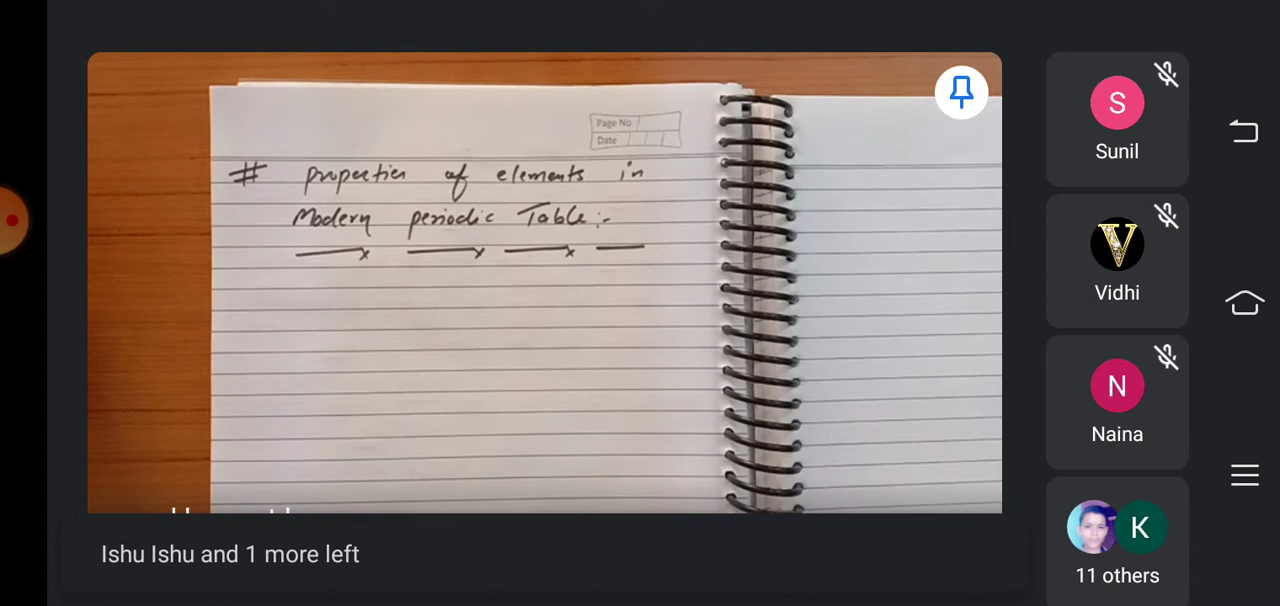 Page No
Date
# properties of elements in
Modern periodic Table :-
S
Sunil
V
Vidhi
N
Naina
K
11 others
Ishu Ishu and 1 more left